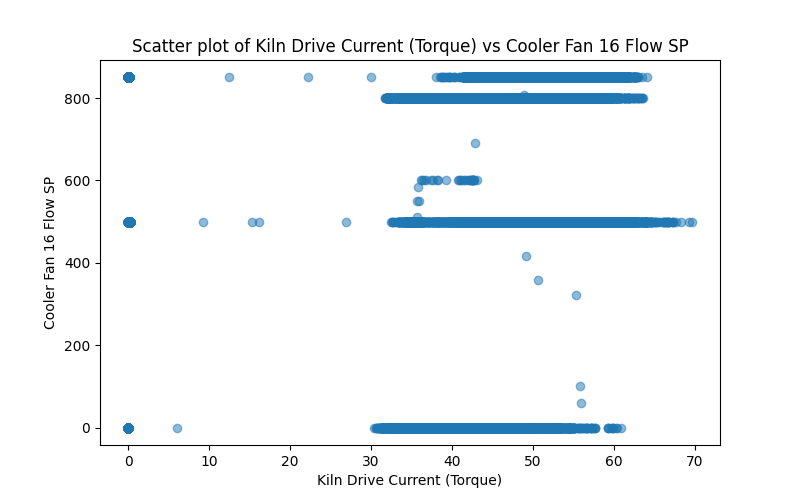 Scatter plot of Kiln Drive Current (Torque) vs Cooler Fan 16 Flow SP
Cooler Fan 16 Flow SP
800
600
400
200
0
0 10 20 30 40 50 60 70
Kiln Drive Current (Torque)